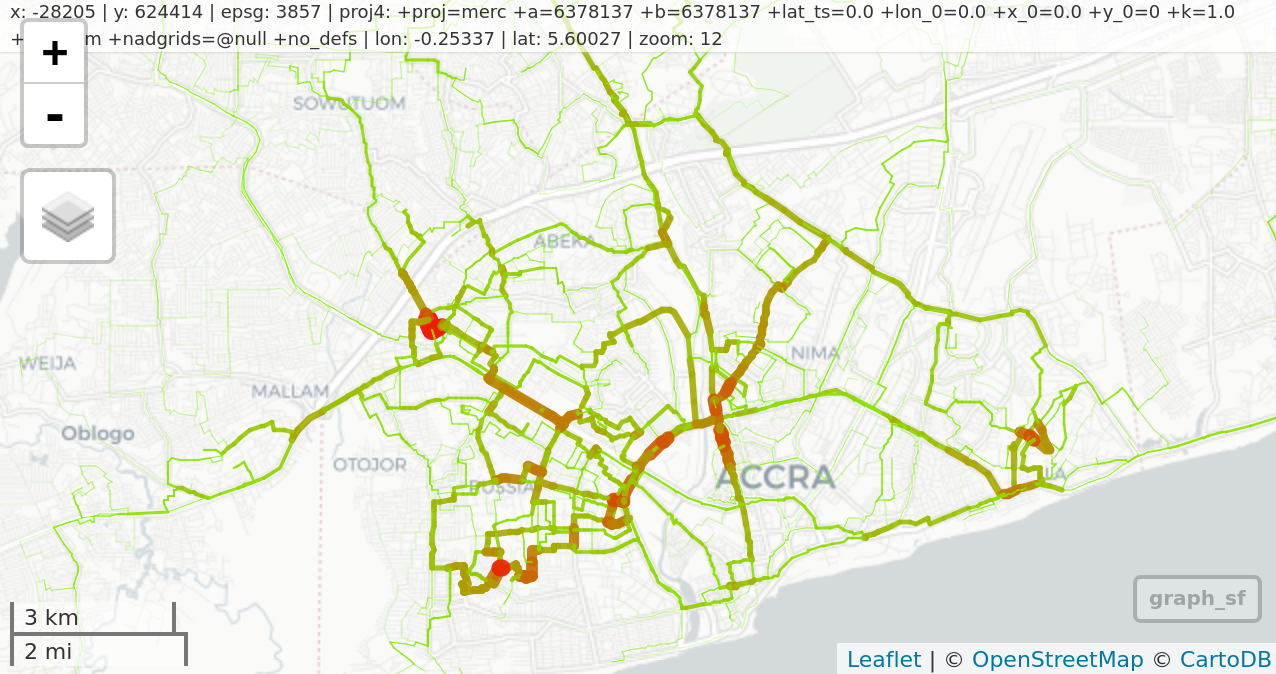 x: -28205 | y: 624414 | epsg: 3857 | proj4: +proj=merc +a=6378137 +b=6378137 +lat_ts=0.0 +lon_0=0.0 +x_0=0.0 +y_0=0 +k=1.0
+nadgrids=@null +no_defs | lon: -0.25337 | lat: 5.60027 | zoom: 12
+
-
SOWUTUOM
ABEKA
NIMA
WEIJA
MALLAM
Oblogo
OTOJOR
RUSSIA
ACCRA
LA
graph_sf
3 km
2 mi
Leaflet | © OpenStreetMap © CartoDB